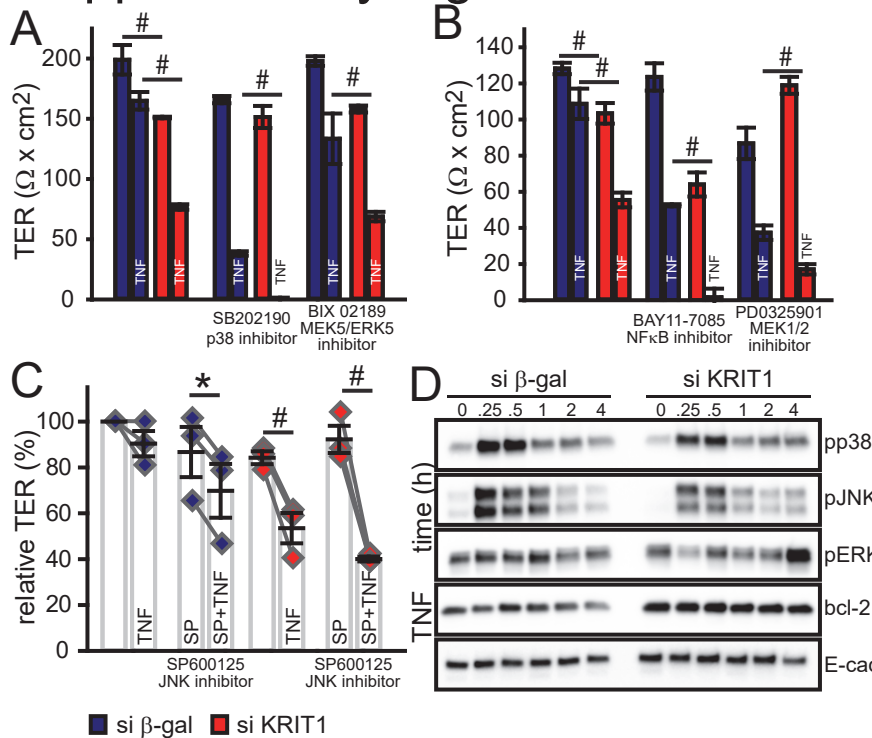 A
TER (Ω x cm2)
200
150
100
50
0
#
#
#
#
TNF
TNF
TNF
TNF
TNF
TNF
SB202190
p38 inhibitor
BIX 02189
MEK5/ERK5
inhibitor
B
TER (Ω x cm2)
140
120
100
80
60
40
20
0
#
#
#
#
TNF
TNF
TNF
TNF
TNF
TNF
BAY11-7085
NFκB inhibitor
PD0325901
MEK1/2
inihibitor
C
relative TER (%)
100
80
60
40
20
0
*
#
#
TNF
SP
SP+TNF
TNF
SP
SP+TNF
SP600125
JNK inhibitor
SP600125
JNK inhibitor
si β-gal
si KRIT1
D
si β-gal
si KRIT1
0 .25 .5 1 2 4 0 .25 .5 1 2 4
TNF time (h)
pp38
pJNK
pERK
bcl-2
E-cad